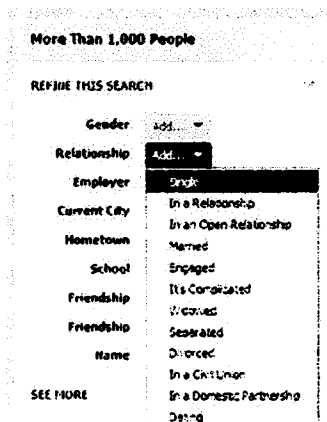 More Than 1,000 People
REFINE THIS SEARCH
Gender Add...
Relationship Add...
Employer Single
In a Relationship
Current City In an Open Relationship
Hometown Married
School Engaged
It's Complicated
Friendship Widowed
Separated
Friendship Divorced
Name In a Civil Union
SEE MORE In a Domestic Partnership
Dating